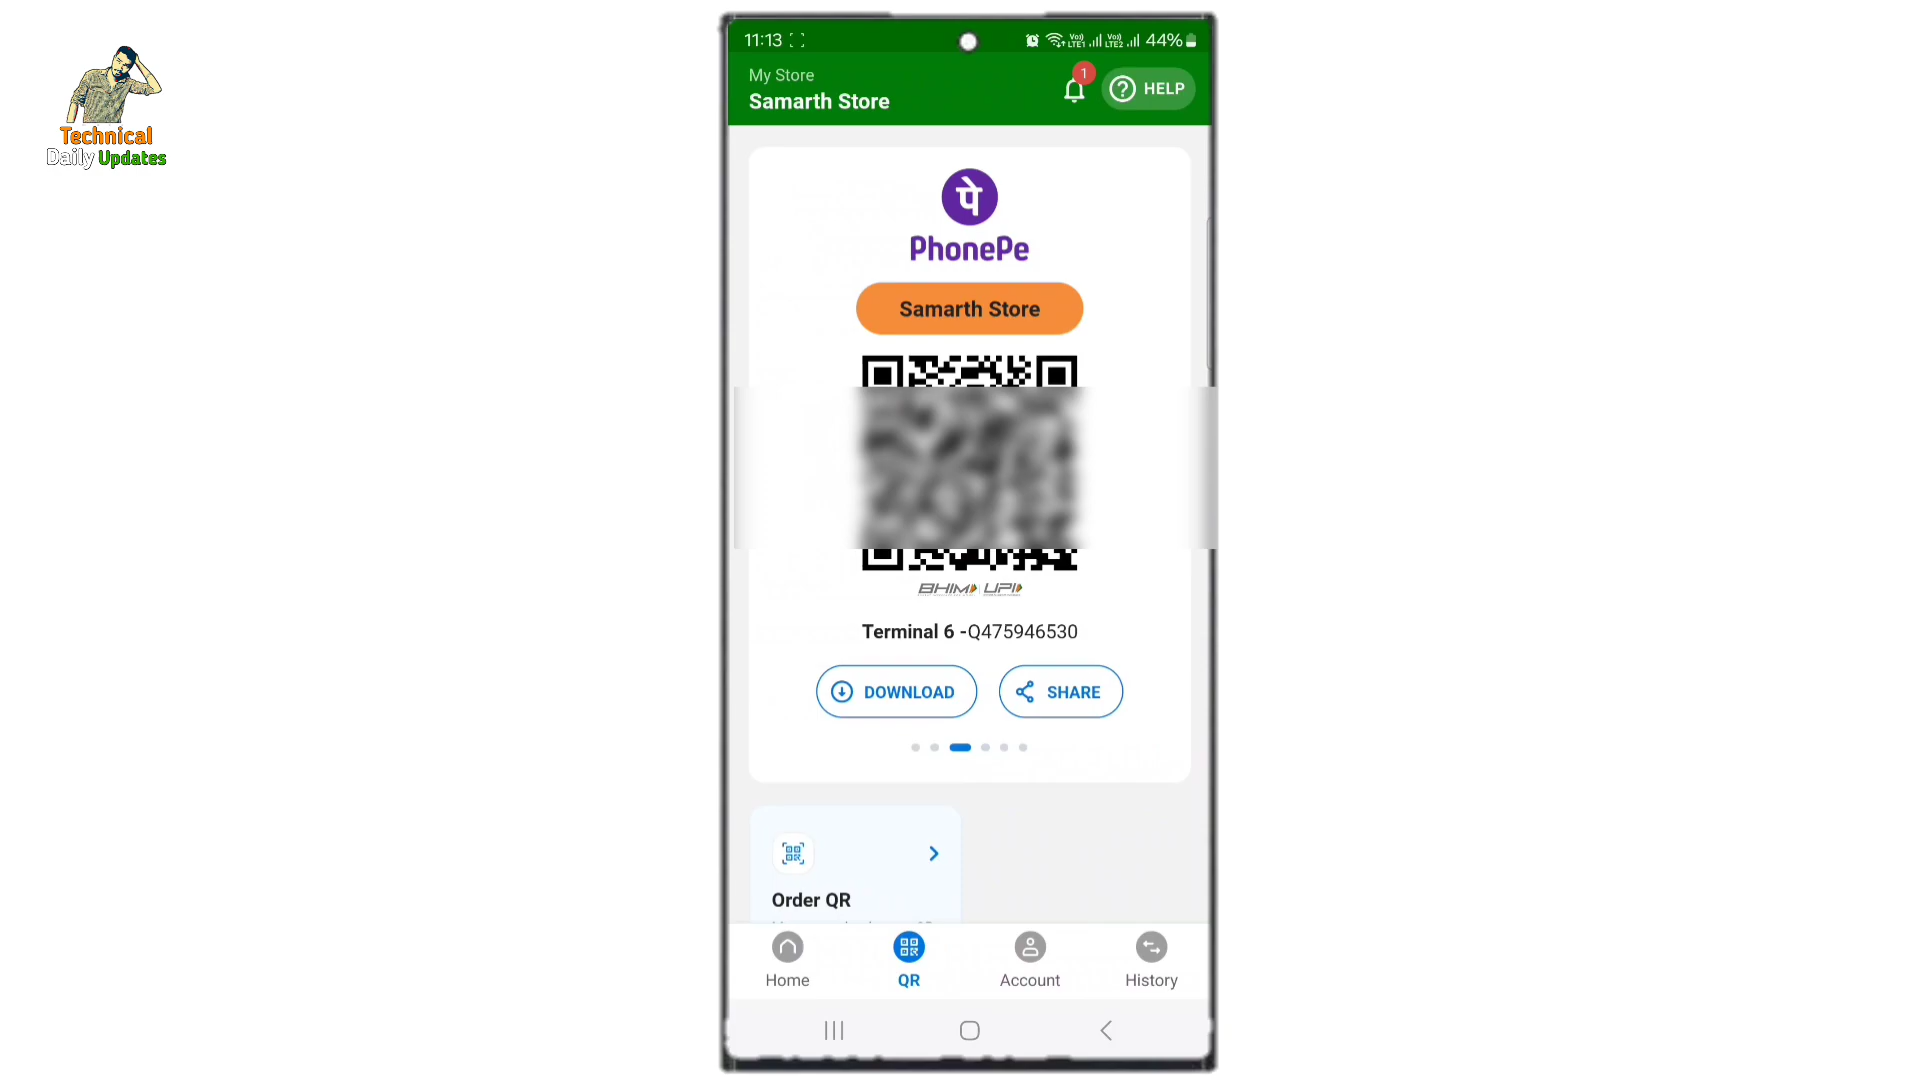 Technical
Daily Updates
11:13
44%
My Store
Samarth Store
1
HELP
पे
PhonePe
Samarth Store
BHIM UPI
Terminal 6 -Q475946530
DOWNLOAD
SHARE
Order QR
Home
QR
Account
History